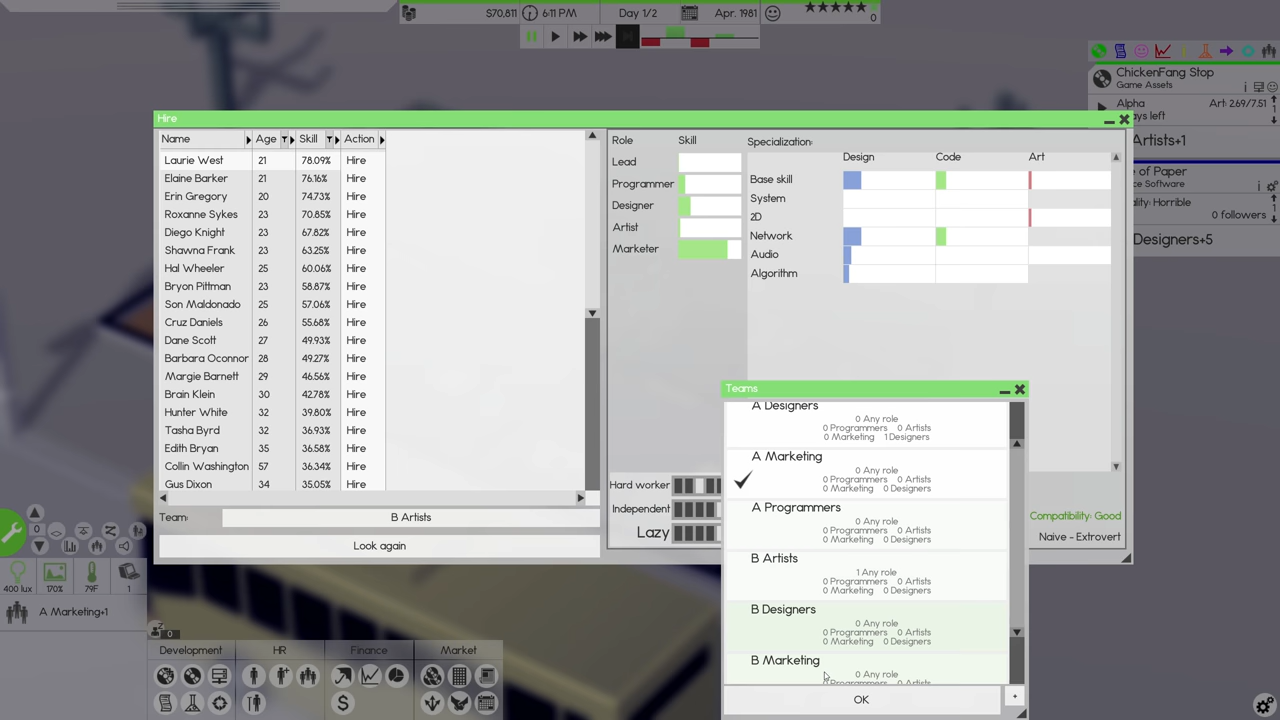 $70,811
6:11 PM
Day 1/2
Apr. 1981
0
ChickenFang Stop
Game Assets
Alpha
Art: 2.69/7.51
ays left
Artists+1
e of Paper
ce Software
ality: Horrible
0 followers
Designers+5
Hire
Name Age Skill Action
Laurie West 21 78.09% Hire
Elaine Barker 21 76.16% Hire
Erin Gregory 20 74.73% Hire
Roxanne Sykes 23 70.85% Hire
Diego Knight 23 67.82% Hire
Shawna Frank 23 63.25% Hire
Hal Wheeler 25 60.06% Hire
Bryon Pittman 23 58.87% Hire
Son Maldonado 25 57.06% Hire
Cruz Daniels 26 55.68% Hire
Dane Scott 27 49.93% Hire
Barbara Oconnor 28 49.27% Hire
Margie Barnett 29 46.56% Hire
Brain Klein 30 42.78% Hire
Hunter White 32 39.80% Hire
Tasha Byrd 32 36.93% Hire
Edith Bryan 35 36.58% Hire
Collin Washington 57 36.34% Hire
Gus Dixon 34 35.05% Hire
Team: B Artists
Look again
Role Skill
Lead
Programmer
Designer
Artist
Marketer
Specialization:
Design Code Art
Base skill
System
2D
Network
Audio
Algorithm
Hard worker
Independent
Lazy
Compatibility: Good
Naive - Extrovert
Teams
A Designers
0 Any role
0 Programmers 0 Artists
0 Marketing 1 Designers
A Marketing
0 Any role
0 Programmers 0 Artists
0 Marketing 0 Designers
A Programmers
0 Any role
0 Programmers 0 Artists
0 Marketing 0 Designers
B Artists
1 Any role
0 Programmers 0 Artists
0 Marketing 0 Designers
B Designers
0 Any role
0 Programmers 0 Artists
0 Marketing 0 Designers
B Marketing
0 Any role
0 Programmers 0 Artists
OK
+
0
400 lux
170%
79F
1
A Marketing+1
0
Development
HR
Finance
Market